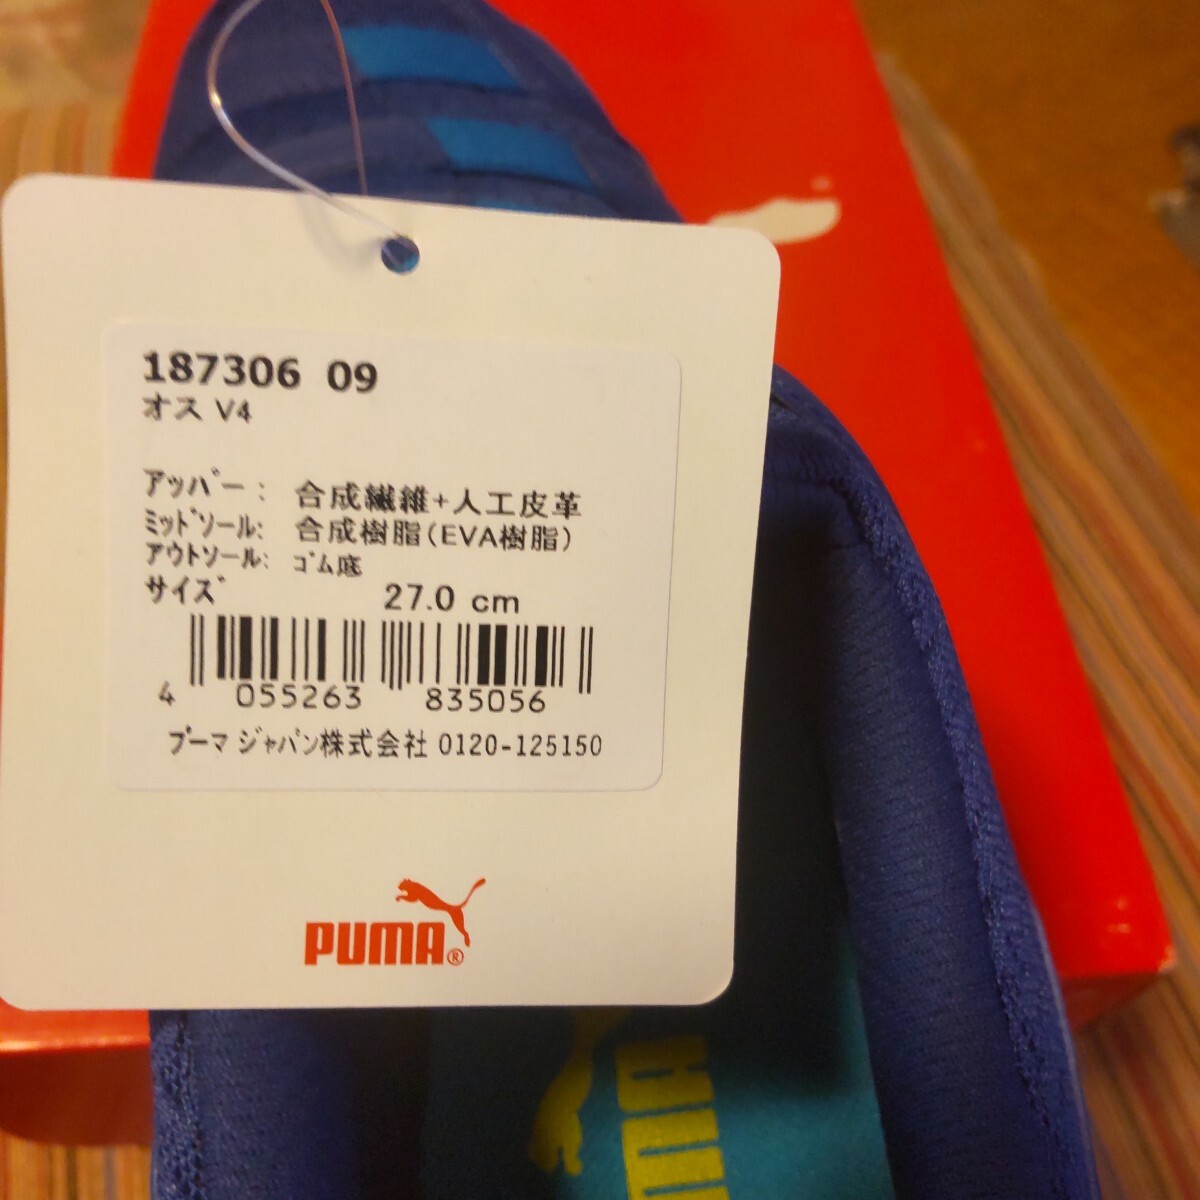 187306 09
オス V4
アッパー: 合成繊維+人工皮革
ミッドソール: 合成樹脂(EVA樹脂)
アウトソール: ゴム底
サイズ 27.0 cm
4 055263 835056
プーマ ジャパン株式会社 0120-125150
PUMA®